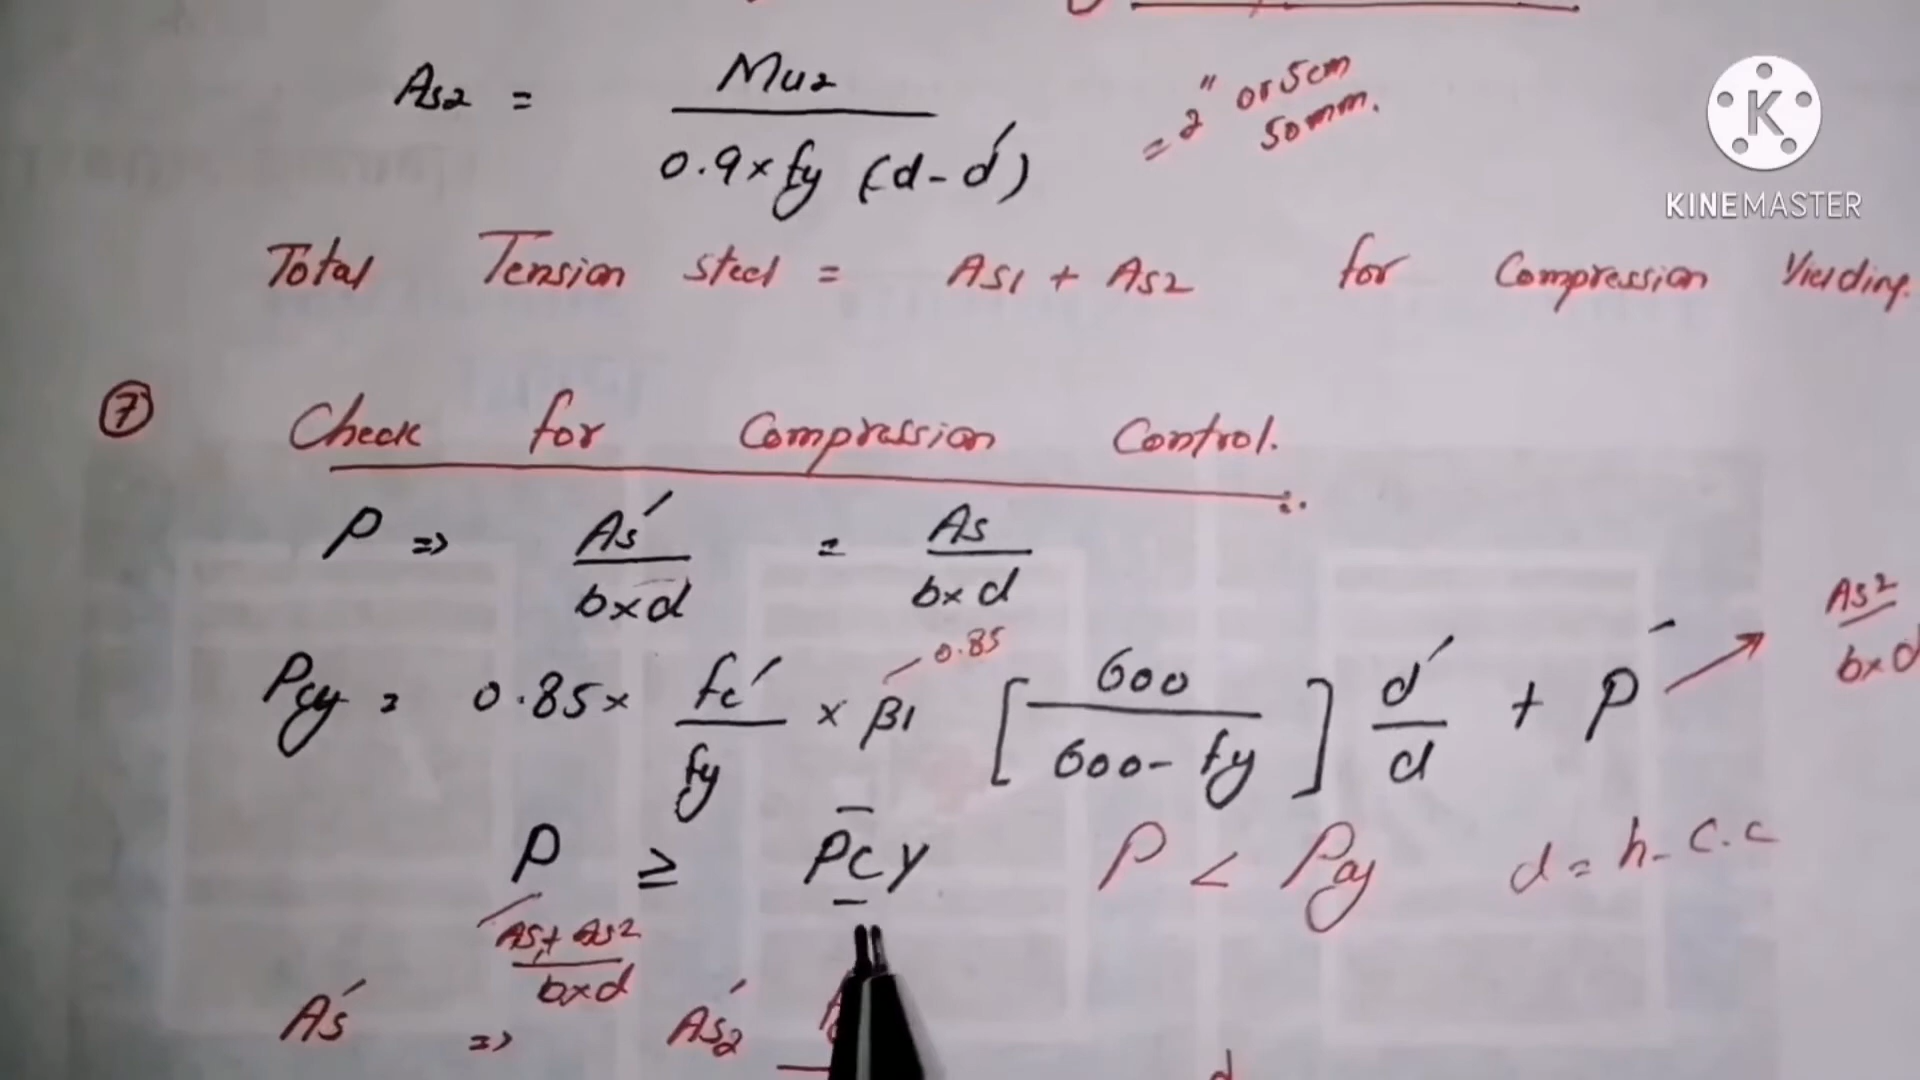 As2 = Mu2 / 0.9 x fy (d - d')
= 2" or 5cm
50mm.
K
KINEMASTER
Total Tension steel = As1 + As2 for Compression Yielding.
7 Check for Compression Control.
ρ => As' / b x d = As / b x d
ρcy = 0.85 x fc' / fy x β1 [600 / 600 - fy] d' / d + ρ'
0.85
As2 / b x d
ρ ≥ ρcy
ρ < ρcy
d = h - c.c
As1 + As2 / b x d
As' => As2'
d